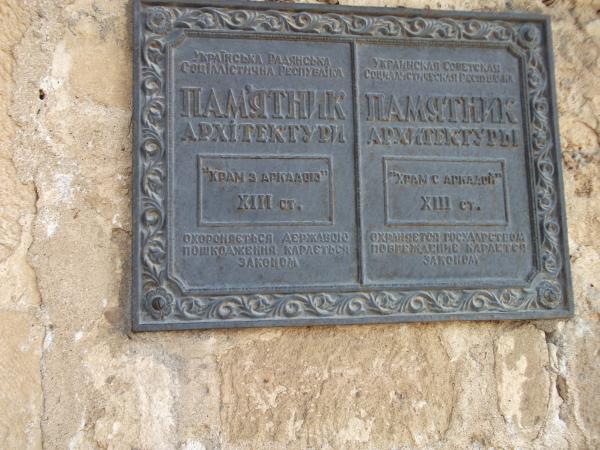 Українська Радянська
Соціалістична Республіка
ПАМ'ЯТНИК
АРХІТЕКТУРИ
"ХРАМ З АРКАДОЮ"
XIII ст.
ОХОРОНЯЄТЬСЯ ДЕРЖАВОЮ
ПОШКОДЖЕННЯ КАРАЄТЬСЯ
ЗАКОНОМ
Украинская Советская
Социалистическая Республика
ПАМЯТНИК
АРХИТЕКТУРЫ
"ХРАМ С АРКАДОЙ"
XIII ст.
ОХРАНЯЕТСЯ ГОСУДАРСТВОМ
ПОВРЕЖДЕНИЕ КАРАЕТСЯ
ЗАКОНОМ